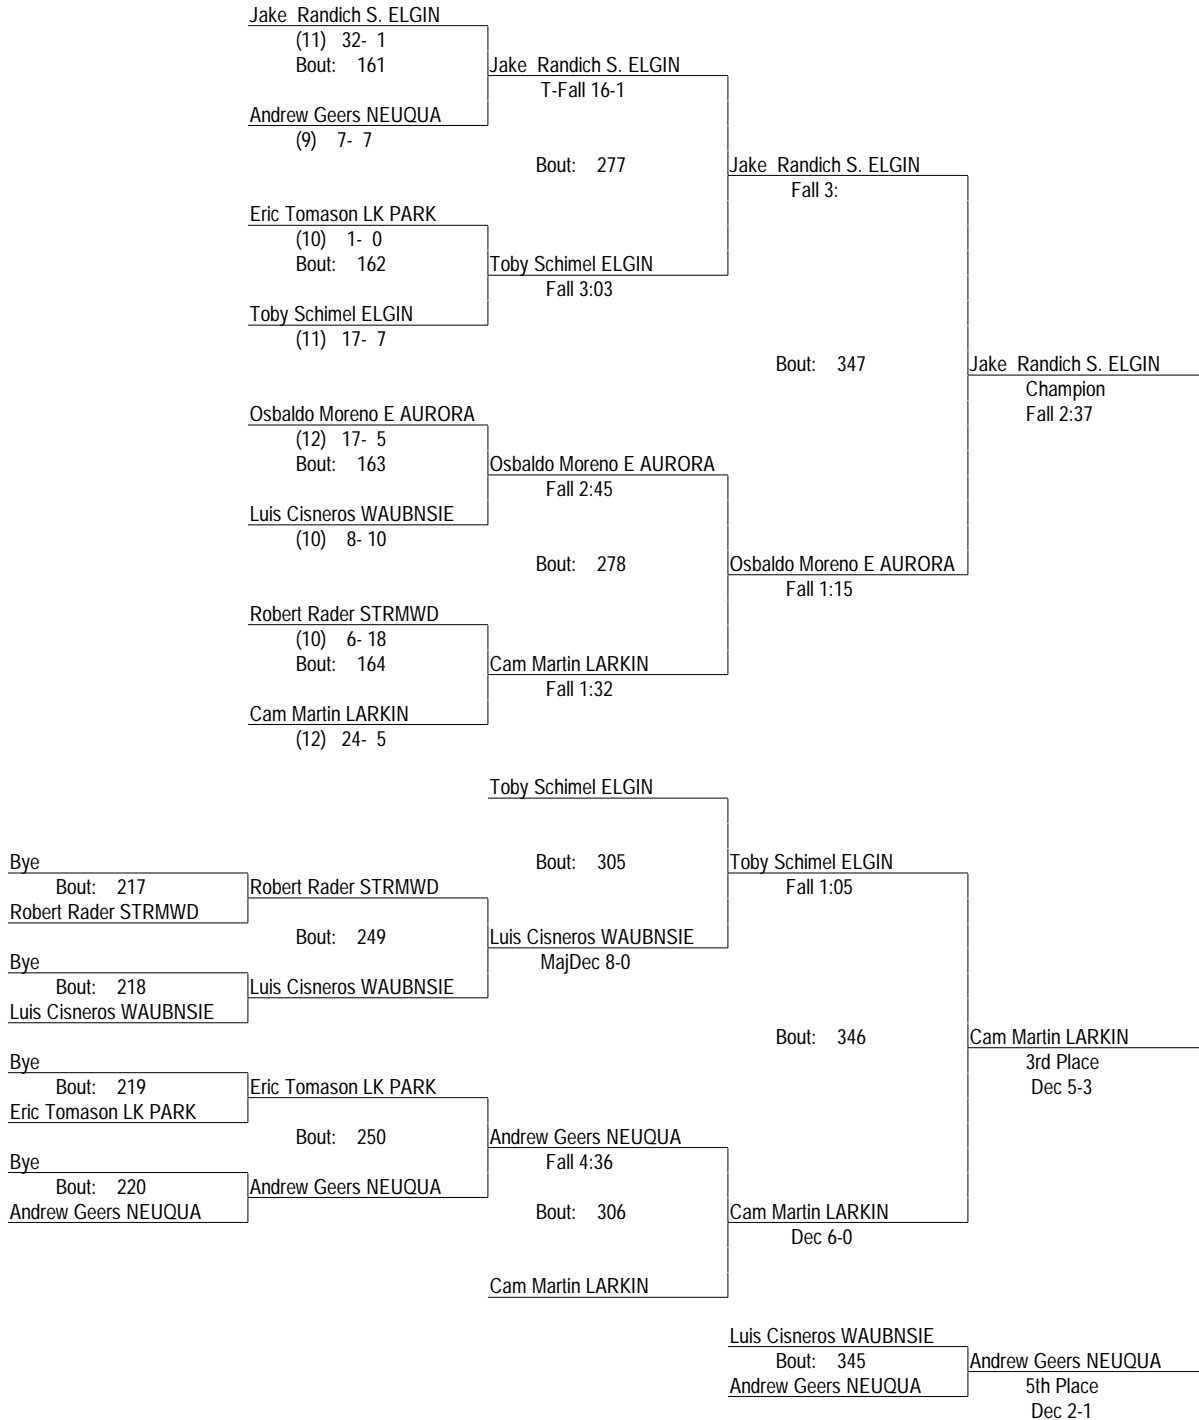 Jake  Randich S. ELGIN
(11)  32- 1
Bout:  161
Jake  Randich S. ELGIN
T-Fall 16-1
Andrew Geers NEUQUA
(9)  7- 7
Bout:  277
Jake  Randich S. ELGIN
Fall 3:
Eric Tomason LK PARK
(10)  1- 0
Bout:  162
Toby Schimel ELGIN
Fall 3:03
Toby Schimel ELGIN
(11)  17- 7
Bout:  347
Jake  Randich S. ELGIN
Champion
Fall 2:37
Osbaldo Moreno E AURORA
(12)  17- 5
Bout:  163
Osbaldo Moreno E AURORA
Fall 2:45
Luis Cisneros WAUBNSIE
(10)  8- 10
Bout:  278
Osbaldo Moreno E AURORA
Fall 1:15
Robert Rader STRMWD
(10)  6- 18
Bout:  164
Cam Martin LARKIN
Fall 1:32
Cam Martin LARKIN
(12)  24- 5
Toby Schimel ELGIN
Bout:  305
Toby Schimel ELGIN
Fall 1:05
Bye
Bout:  217
Robert Rader STRMWD
Robert Rader STRMWD
Bout:  249
Luis Cisneros WAUBNSIE
MajDec 8-0
Bye
Bout:  218
Luis Cisneros WAUBNSIE
Luis Cisneros WAUBNSIE
Bout:  346
Cam Martin LARKIN
3rd Place
Dec 5-3
Bye
Bout:  219
Eric Tomason LK PARK
Eric Tomason LK PARK
Bout:  250
Andrew Geers NEUQUA
Fall 4:36
Bye
Bout:  220
Andrew Geers NEUQUA
Andrew Geers NEUQUA
Bout:  306
Cam Martin LARKIN
Dec 6-0
Cam Martin LARKIN
Luis Cisneros WAUBNSIE
Bout:  345
Andrew Geers NEUQUA
Andrew Geers NEUQUA
5th Place
Dec 2-1